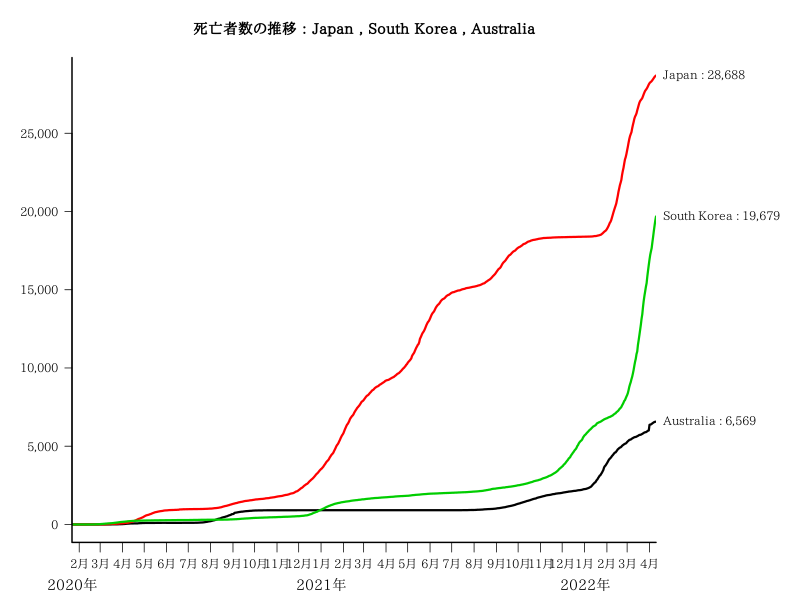 死亡者数の推移 : Japan , South Korea , Australia
Japan : 28,688
25,000
20,000
South Korea : 19,679
15,000
10,000
5,000
Australia : 6,569
0
2月 3月 4月 5月 6月 7月 8月 9月 10月 11月 12月 1月 2月 3月 4月 5月 6月 7月 8月 9月 10月 11月 12月 1月 2月 3月 4月
2020年 2021年 2022年